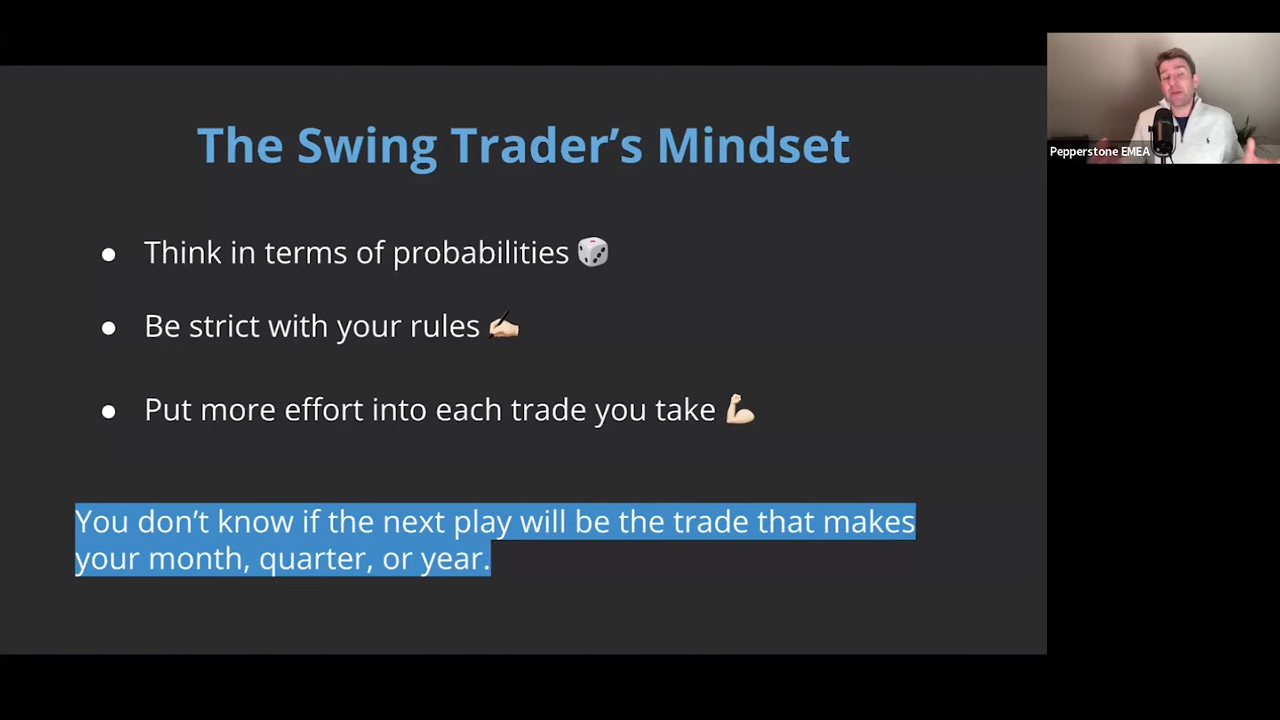 The Swing Trader’s Mindset
Pepperstone EMEA
● Think in terms of probabilities 🎲
● Be strict with your rules ✍🏻
● Put more effort into each trade you take 💪🏻
You don’t know if the next play will be the trade that makes
your month, quarter, or year.